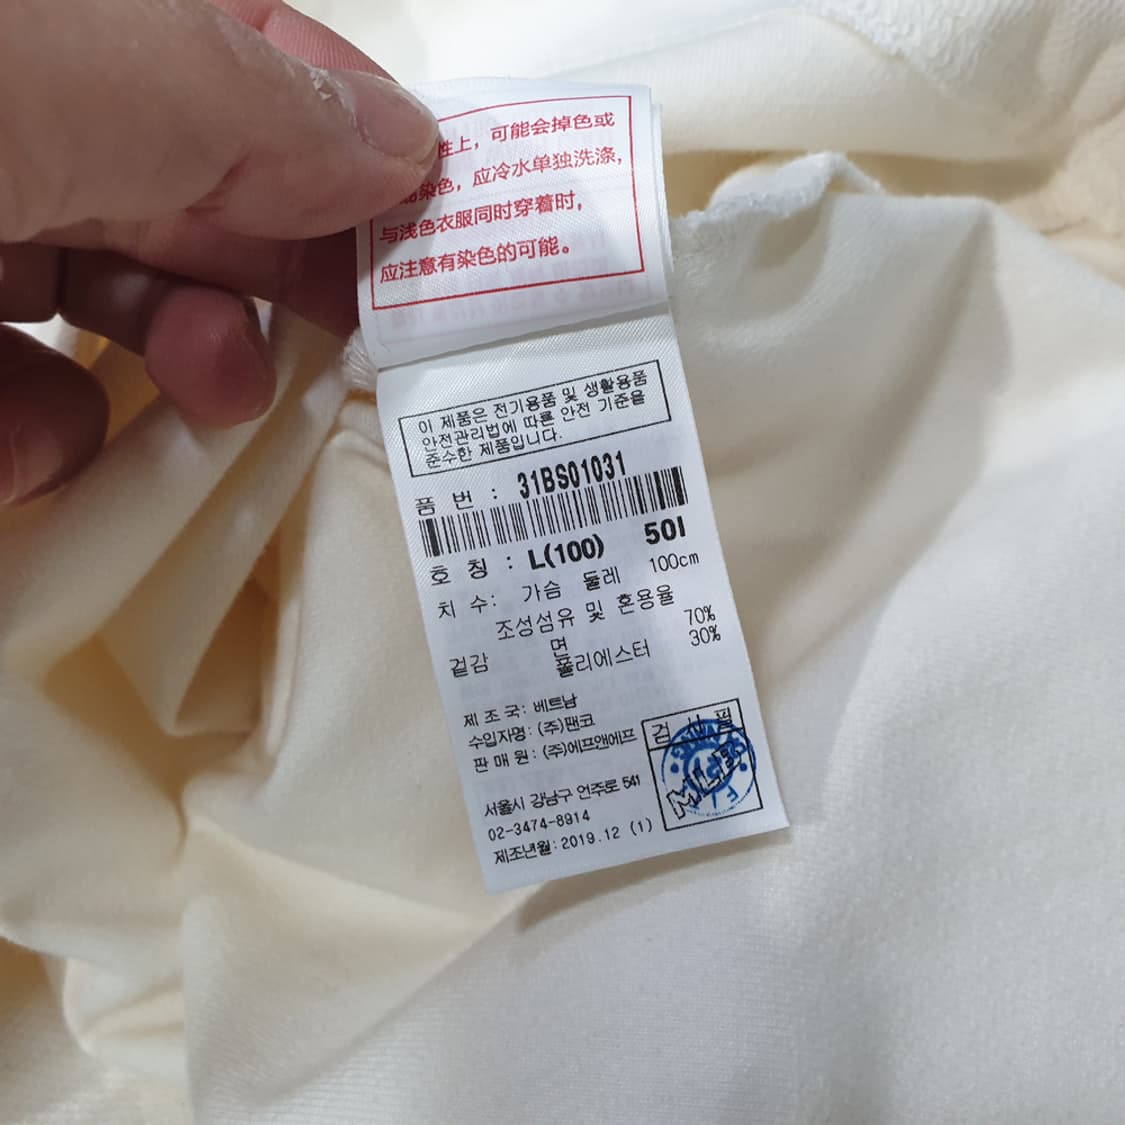 性上，可能会掉色或
染色，应冷水单独洗涤，
与浅色衣服同时穿着时，
应注意有染色的可能。
이 제품은 전기용품 및 생활용품
안전관리법에 따른 안전 기준을
준수한 제품입니다.
품 번 : 31BS01031
호 칭 : L(100) 50I
치 수: 가슴 둘레 100cm
조성섬유 및 혼용율
겉감 면 70%
폴리에스터 30%
제 조 국: 베트남
수입자명: (주)팬코
판 매 원: (주)에프앤에프
검 사 필
MLB
서울시 강남구 언주로 541
02-3474-8914
제조년월: 2019.12 (1)